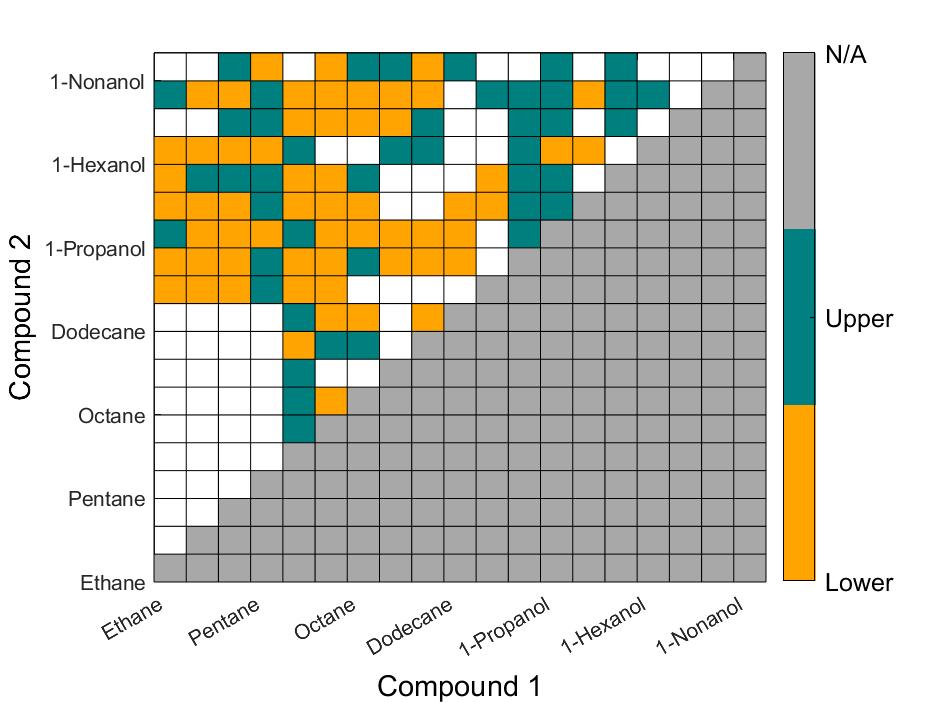 N/A
1-Nonanol
1-Hexanol
1-Propanol
Upper
Dodecane
Compound 2
Octane
Pentane
Ethane
Lower
Ethane
Pentane
Octane
Dodecane
1-Propanol
1-Hexanol
1-Nonanol
Compound 1